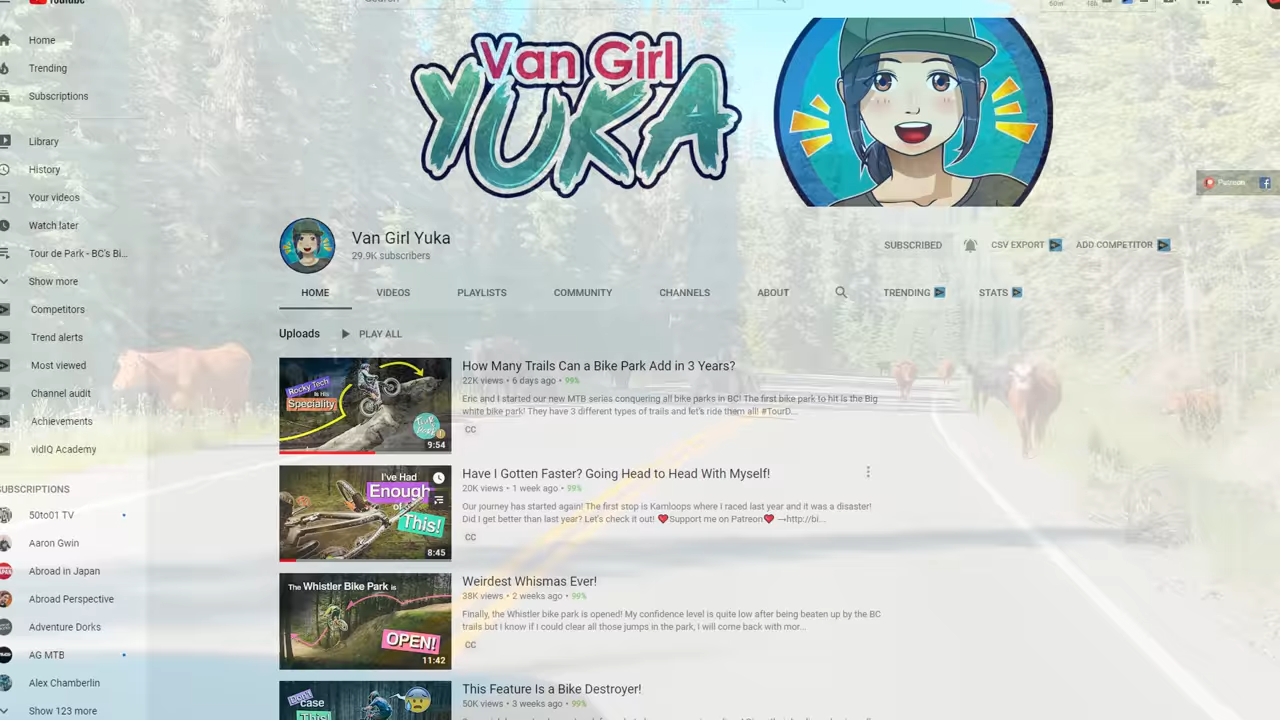 YouTube
Search
Home
Trending
Subscriptions
Library
History
Your videos
Watch later
Tour de Park - BC's Bi...
Show more
Competitors
Trend alerts
Most viewed
Channel audit
Achievements
vidIQ Academy
SUBSCRIPTIONS
50to01 TV
Aaron Gwin
Abroad in Japan
Abroad Perspective
Adventure Dorks
AG MTB
Alex Chamberlin
Show 123 more
Van Girl
YUKA
Patreon
Van Girl Yuka
29.9K subscribers
SUBSCRIBED
CSV EXPORT
ADD COMPETITOR
HOME
VIDEOS
PLAYLISTS
COMMUNITY
CHANNELS
ABOUT
TRENDING
STATS
Uploads
PLAY ALL
Rocky Tech
Is His
Speciality
9:54
How Many Trails Can a Bike Park Add in 3 Years?
22K views • 6 days ago • 99%
Eric and I started our new MTB series conquering all bike parks in BC! The first bike park to hit is the Big
white bike park! They have 3 different types of trails and let's ride them all! #TourD...
CC
I've Had
Enough
of
This!
8:45
Have I Gotten Faster? Going Head to Head With Myself!
20K views • 1 week ago • 99%
Our journey has started again! The first stop is Kamloops where I raced last year and it was a disaster!
Did I get better than last year? Let's check it out! ❤Support me on Patreon❤ →http://bi...
CC
The Whistler Bike Park is
OPEN!
11:42
Weirdest Whismas Ever!
38K views • 2 weeks ago • 99%
Finally, the Whistler bike park is opened! My confidence level is quite low after being beaten up by the BC
trails but I know if I could clear all those jumps in the park, I will come back with mor...
CC
case
This!
This Feature Is a Bike Destroyer!
50K views • 3 weeks ago • 99%